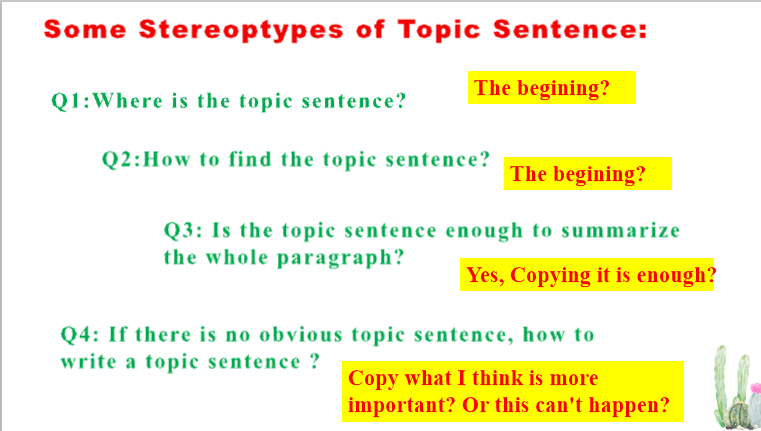 Some Stereoptypes of Topic Sentence:
Q1:Where is the topic sentence?
The begining?
Q2:How to find the topic sentence?
The begining?
Q3: Is the topic sentence enough to summarize
the whole paragraph?
Yes, Copying it is enough?
Q4: If there is no obvious topic sentence, how to
write a topic sentence ?
Copy what I think is more
important? Or this can't happen?